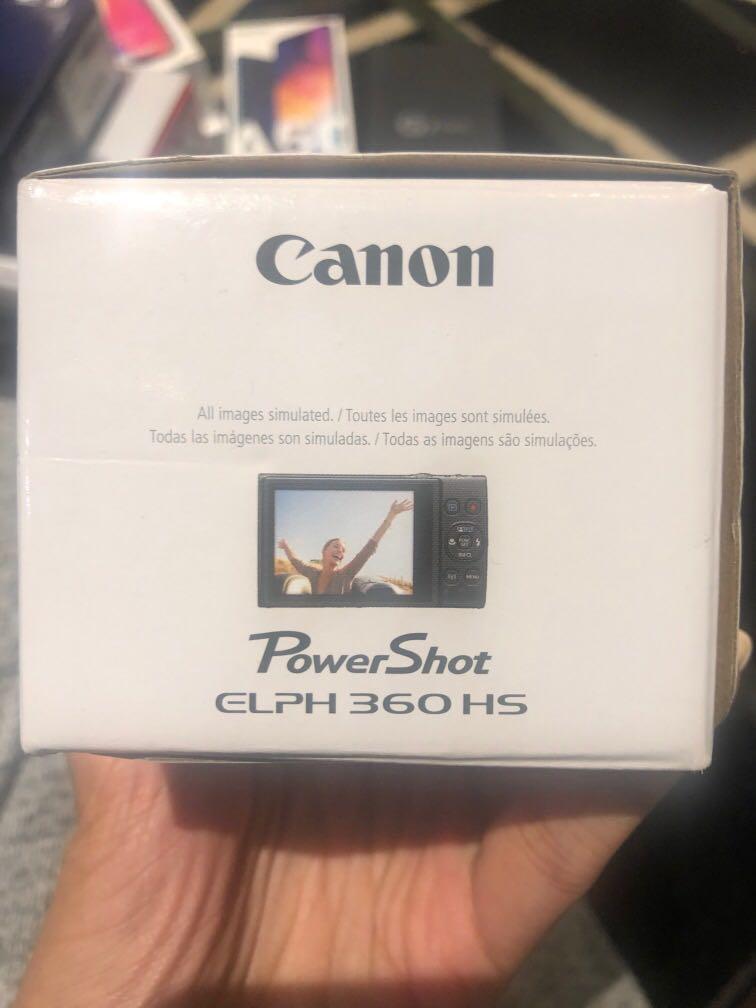 Canon
All images simulated. / Toutes les images sont simulées.
Todas las imágenes son simuladas. / Todas as imagens são simulações.
MENU
PowerShot
ELPH 360 HS